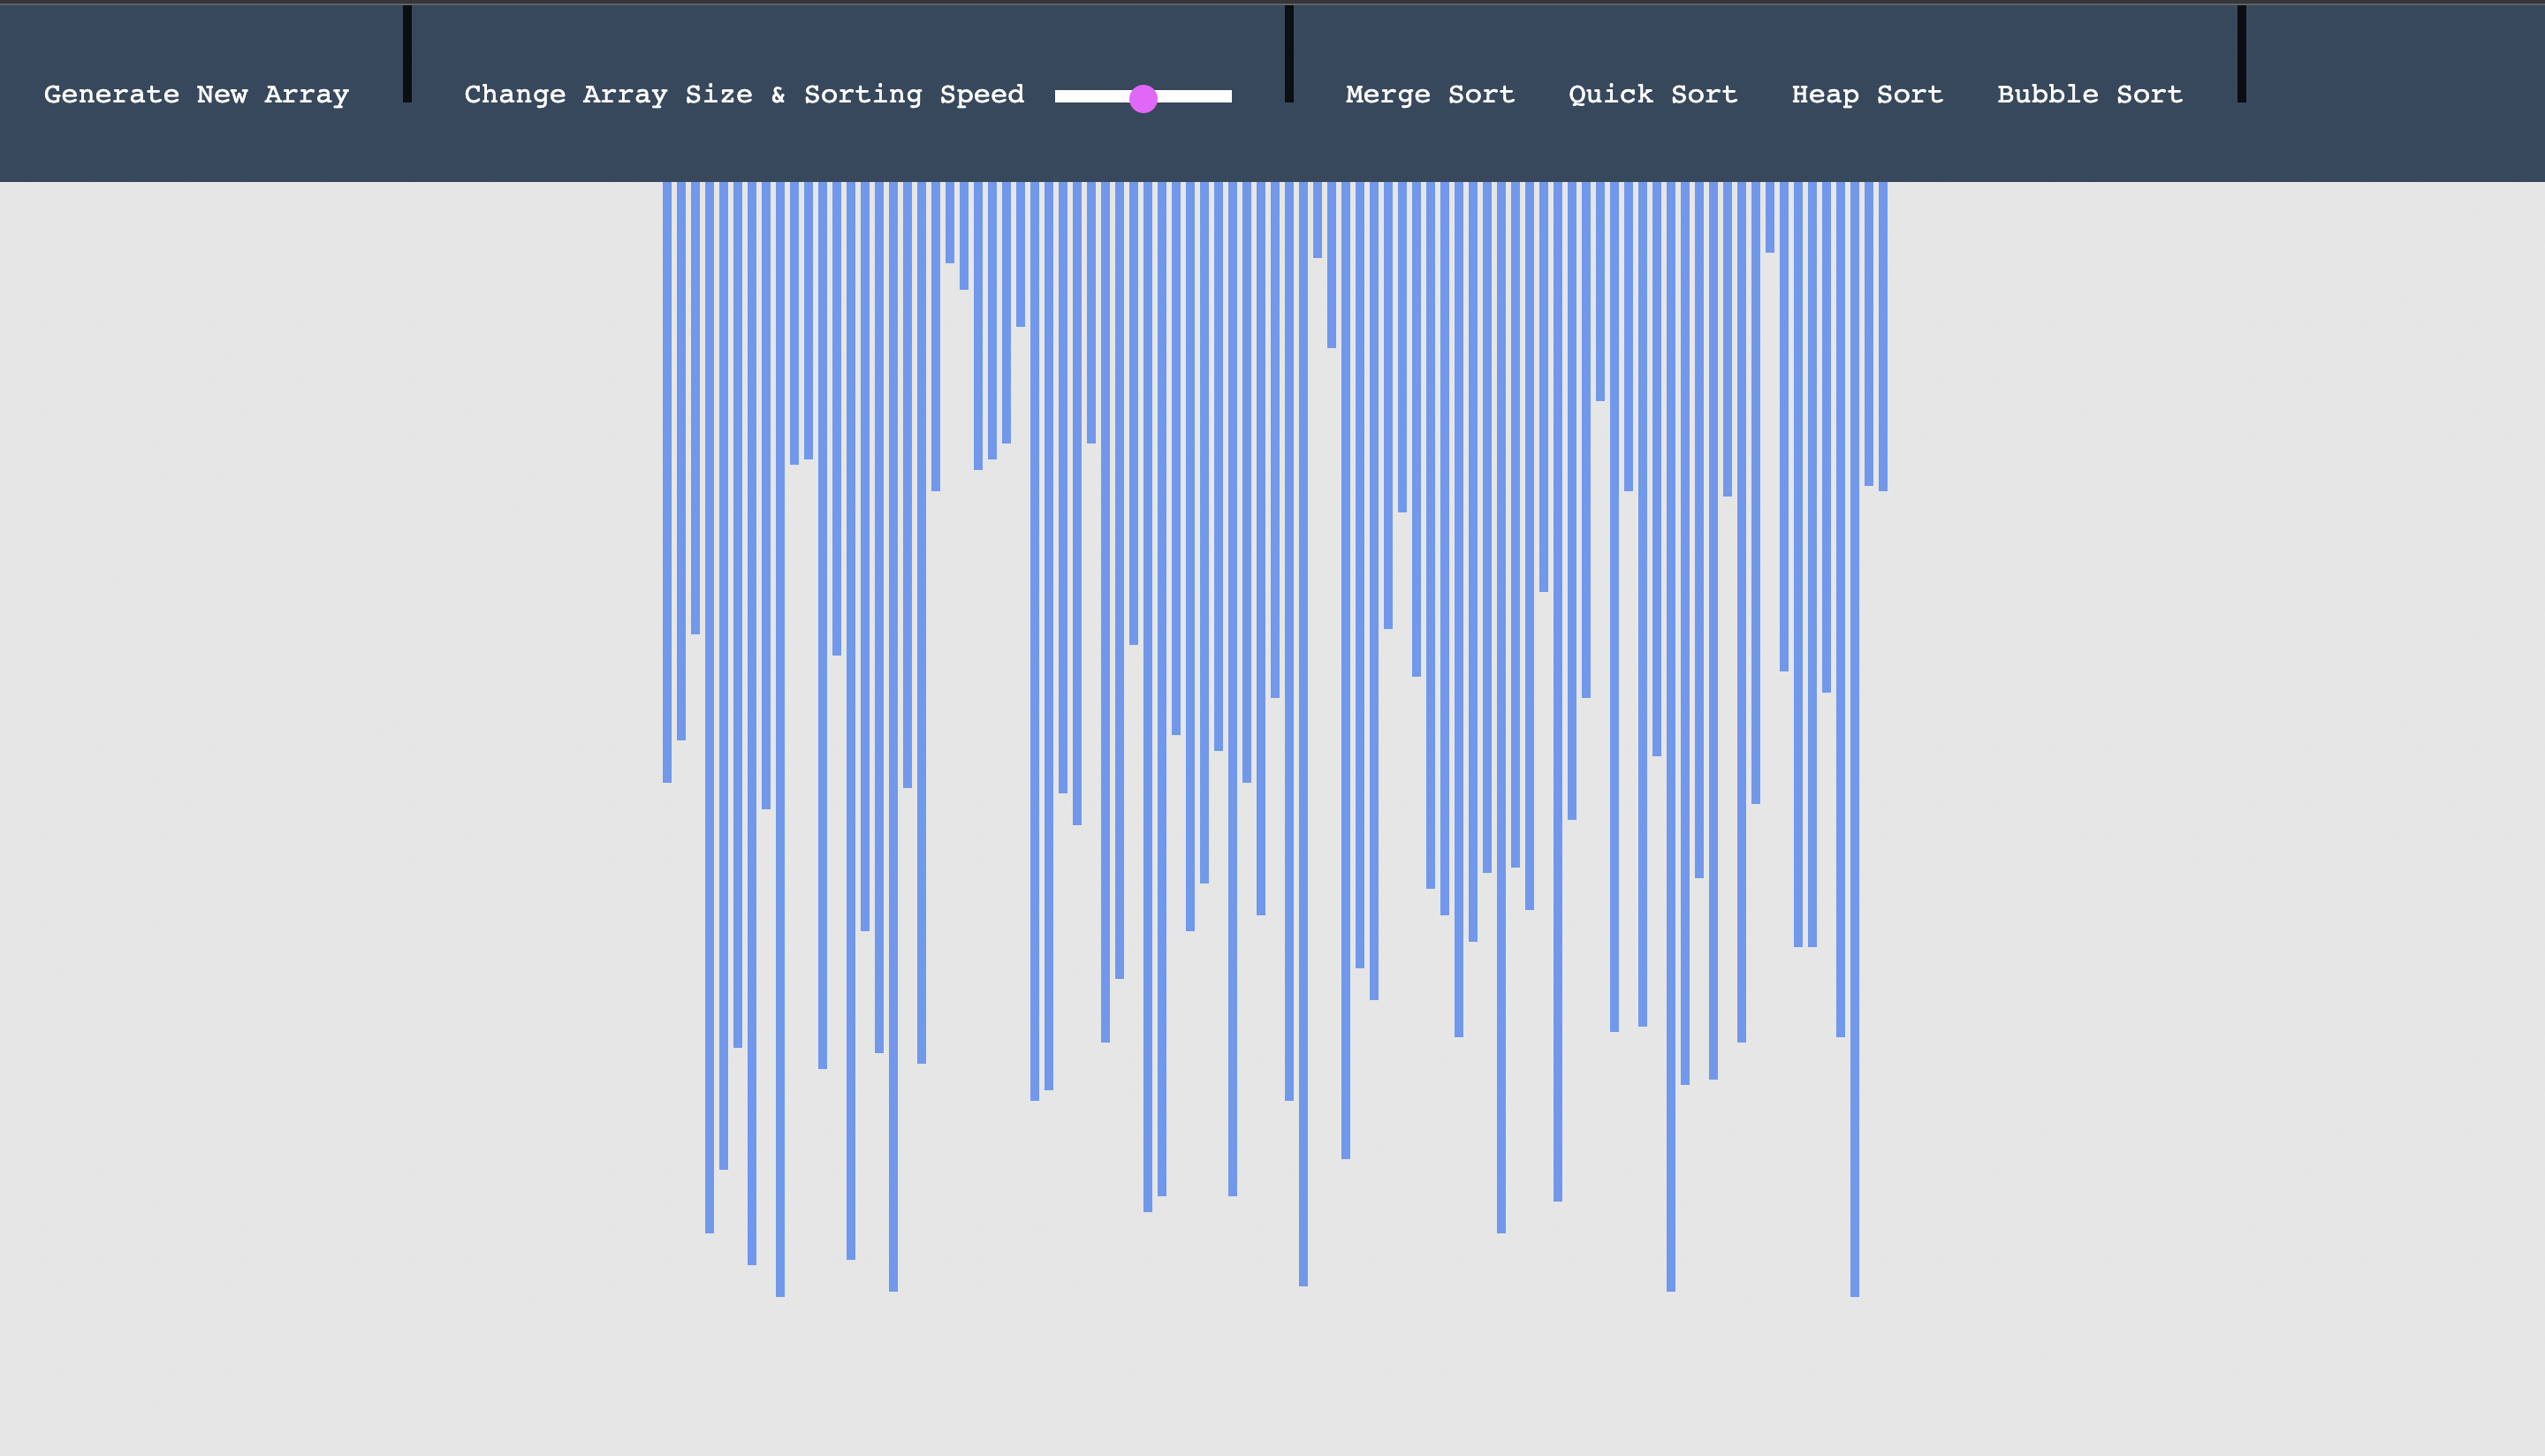 Generate New Array
Change Array Size & Sorting Speed
Merge Sort
Quick Sort
Heap Sort
Bubble Sort